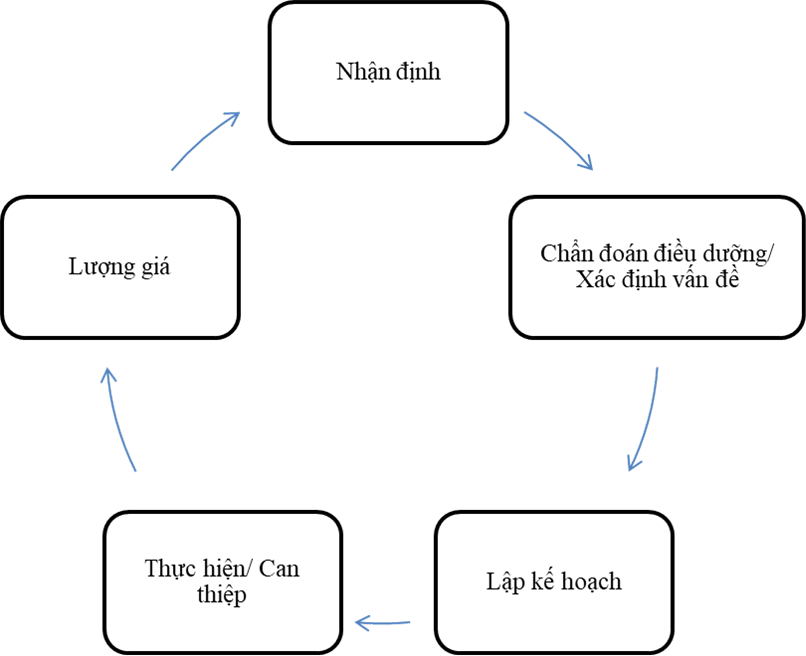 Nhận định
Chẩn đoán điều dưỡng/
Xác định vấn đề
Lập kế hoạch
Thực hiện/ Can
thiệp
Lượng giá